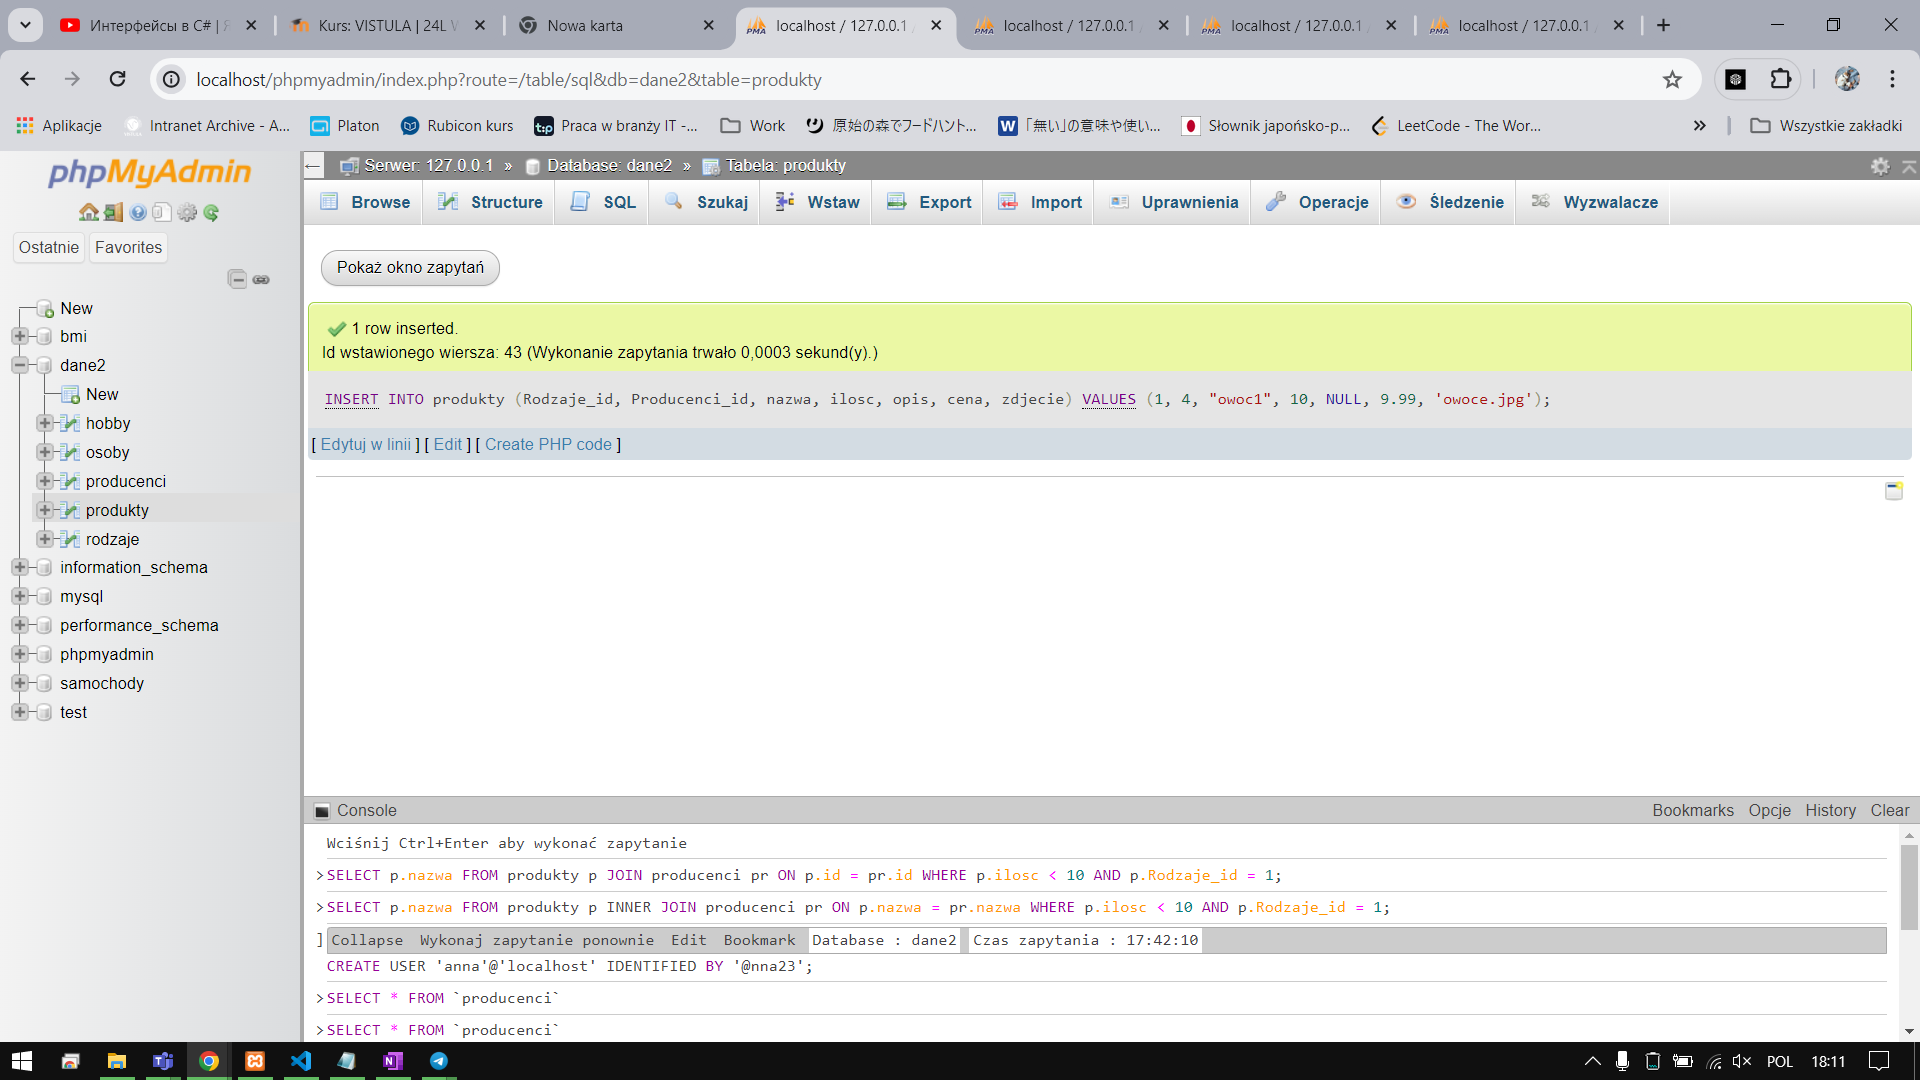 Интерфейсы в C# | Я
Kurs: VISTULA | 24L V
Nowa karta
localhost / 127.0.0.1 /
localhost / 127.0.0.1 /
localhost / 127.0.0.1 /
localhost / 127.0.0.1 /
localhost/phpmyadmin/index.php?route=/table/sql&db=dane2&table=produkty
Aplikacje
Intranet Archive - A...
Platon
Rubicon kurs
Praca w branży IT -...
Work
原始の森でフードハント...
「無い」の意味や使い...
Słownik japońsko-p...
LeetCode - The Wor...
Wszystkie zakładki
phpMyAdmin
Ostatnie
Favorites
New
bmi
dane2
New
hobby
osoby
producenci
produkty
rodzaje
information_schema
mysql
performance_schema
phpmyadmin
samochody
test
Serwer: 127.0.0.1 » Database: dane2 » Tabela: produkty
Browse Structure SQL Szukaj Wstaw Export Import Uprawnienia Operacje Śledzenie Wyzwalacze
Pokaż okno zapytań
1 row inserted.
Id wstawionego wiersza: 43 (Wykonanie zapytania trwało 0,0003 sekund(y).)
INSERT INTO produkty (Rodzaje_id, Producenci_id, nazwa, ilosc, opis, cena, zdjecie) VALUES (1, 4, "owoc1", 10, NULL, 9.99, 'owoce.jpg');
[ Edytuj w linii ] [ Edit ] [ Create PHP code ]
Console
Bookmarks Opcje History Clear
Wciśnij Ctrl+Enter aby wykonać zapytanie
>SELECT p.nazwa FROM produkty p JOIN producenci pr ON p.id = pr.id WHERE p.ilosc < 10 AND p.Rodzaje_id = 1;
>SELECT p.nazwa FROM produkty p INNER JOIN producenci pr ON p.nazwa = pr.nazwa WHERE p.ilosc < 10 AND p.Rodzaje_id = 1;
]Collapse Wykonaj zapytanie ponownie Edit Bookmark Database : dane2 Czas zapytania : 17:42:10
CREATE USER 'anna'@'localhost' IDENTIFIED BY '@nna23';
>SELECT * FROM `producenci`
>SELECT * FROM `producenci`
POL
18:11